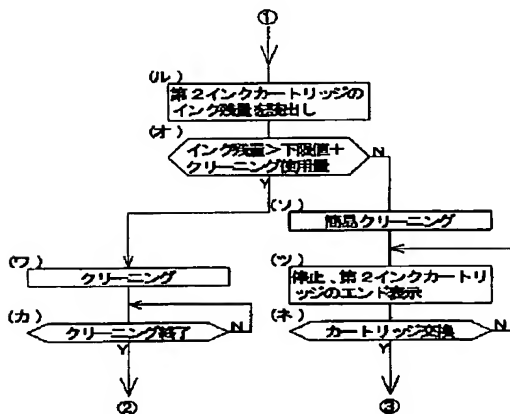 ①
(ル)
第2インクカートリッジの
インク残量を読出し
(オ)
インク残量>下限値+
クリーニング使用量
N
Y
(ソ)
簡易クリーニング
(ワ)
クリーニング
(ツ)
停止、第2インクカートリ
ッジのエンド表示
(カ)
クリーニング終了
N
Y
(ネ)
カートリッジ交換
N
Y
②
③